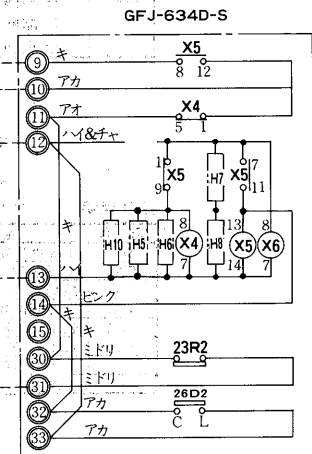 GFJ-634D-S
9 キ X5
8 12
10 アカ
11 アオ X4
5 1
12 ハイ&チャ
1 H7 7 8
X5 X5
9 11
H10 H5 H6 X4 H8 13 X5 X6
7 14 7
キ
13 ハイ
14 ピンク
キ
15 キ
30 ミドリ 23R2
31 ミドリ
32 アカ 26D2
C L
33 アカ